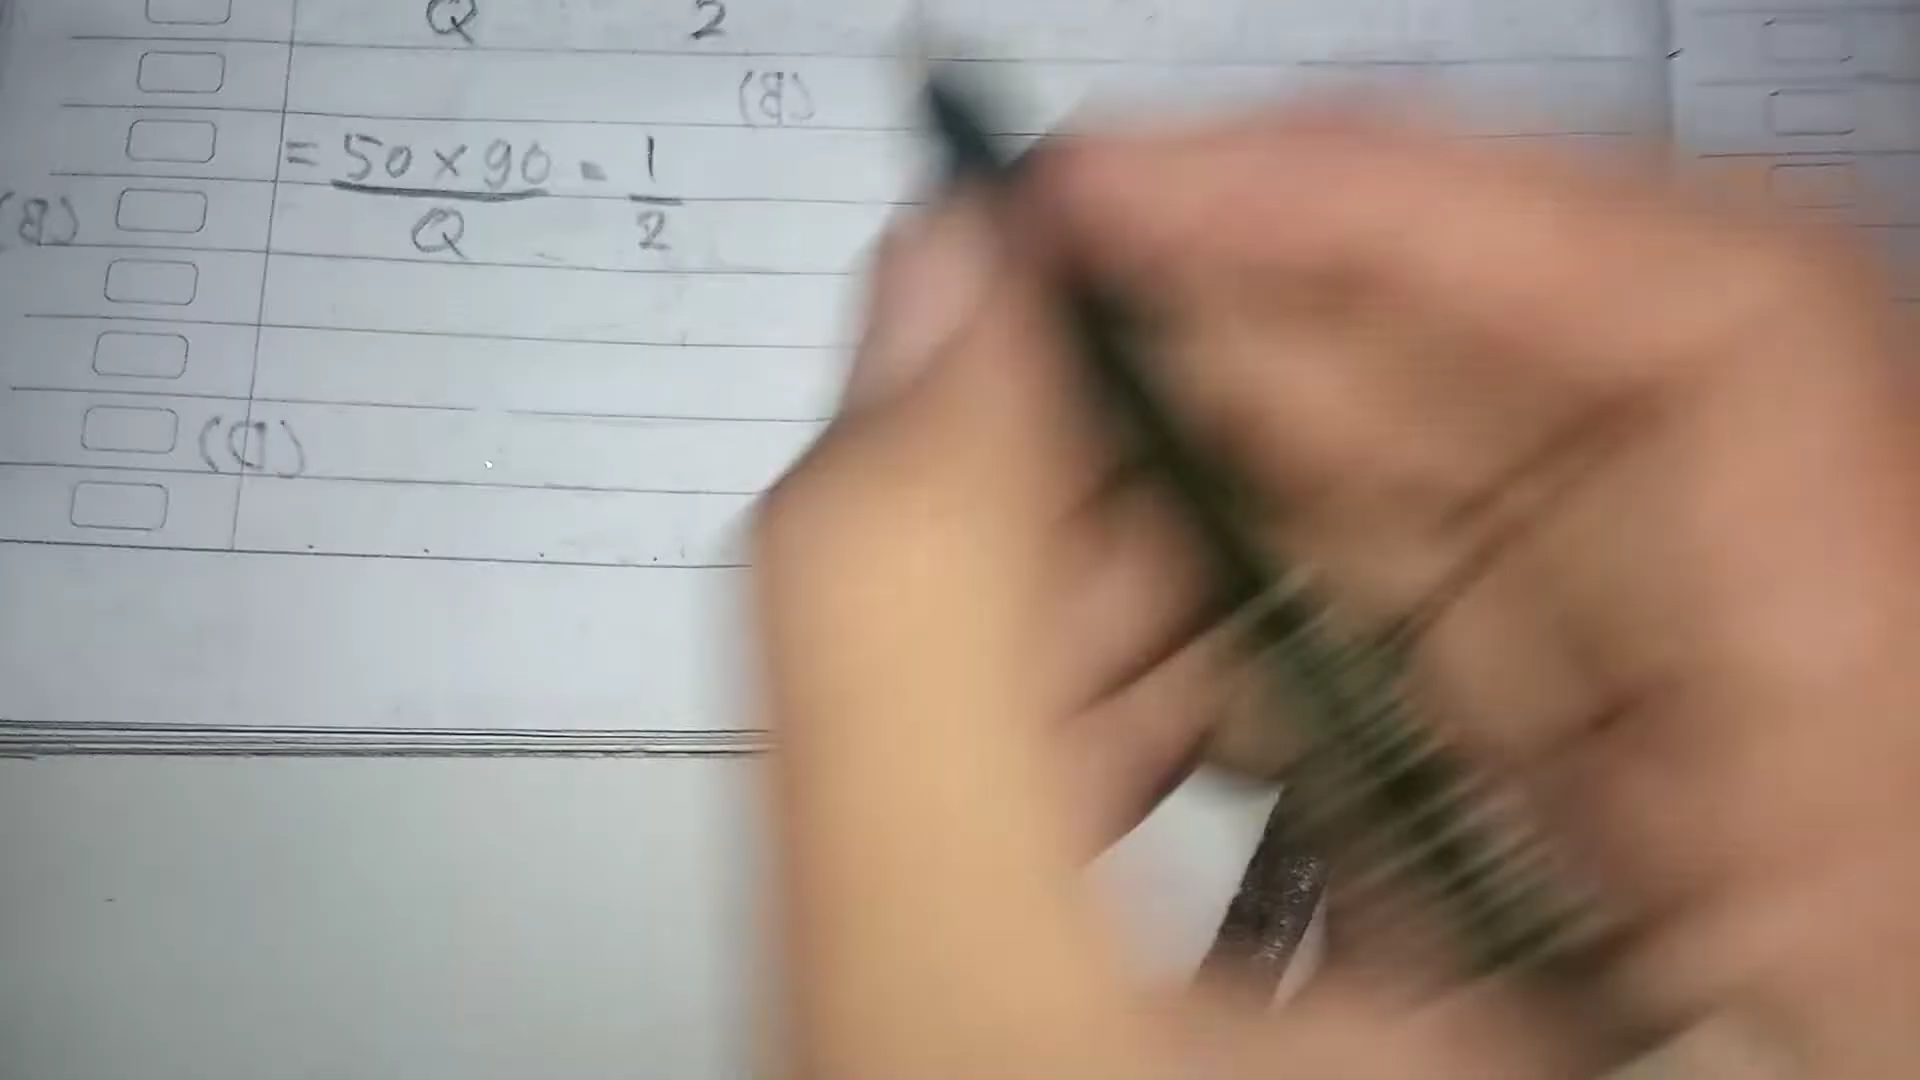 Q 2
= 50 x 90 = 1
Q 2